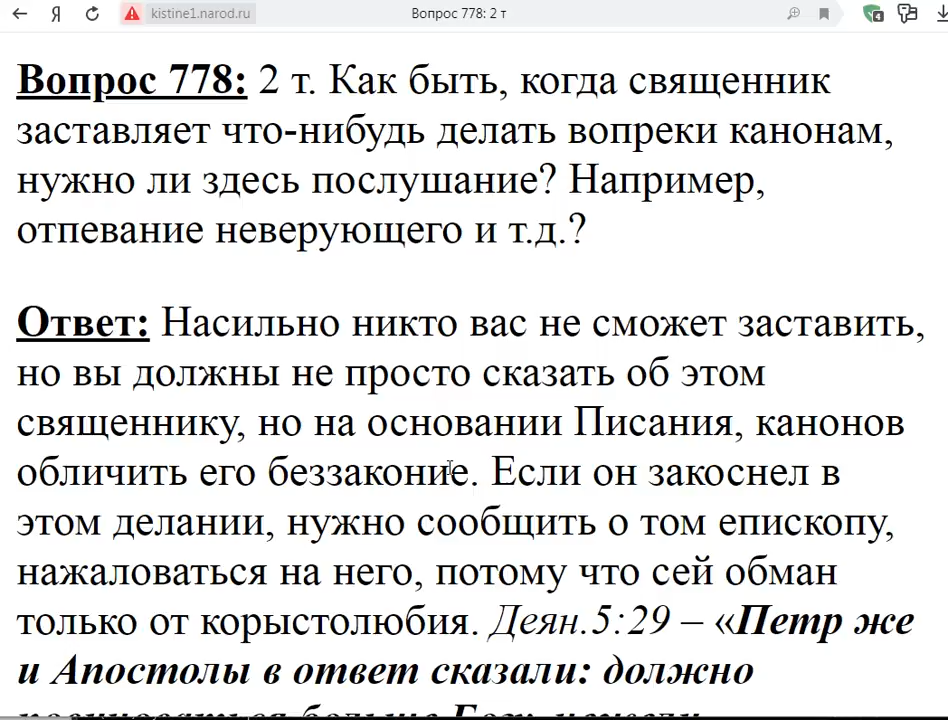 kistine1.narod.ru
Вопрос 778: 2 т
4
Вопрос 778: 2 т. Как быть, когда священник
заставляет что-нибудь делать вопреки канонам,
нужно ли здесь послушание? Например,
отпевание неверующего и т.д.?
Ответ: Насильно никто вас не сможет заставить,
но вы должны не просто сказать об этом
священнику, но на основании Писания, канонов
обличить его беззаконие. Если он закоснел в
этом делании, нужно сообщить о том епископу,
нажаловаться на него, потому что сей обман
только от корыстолюбия. Деян.5:29 – «Петр же
и Апостолы в ответ сказали: должно